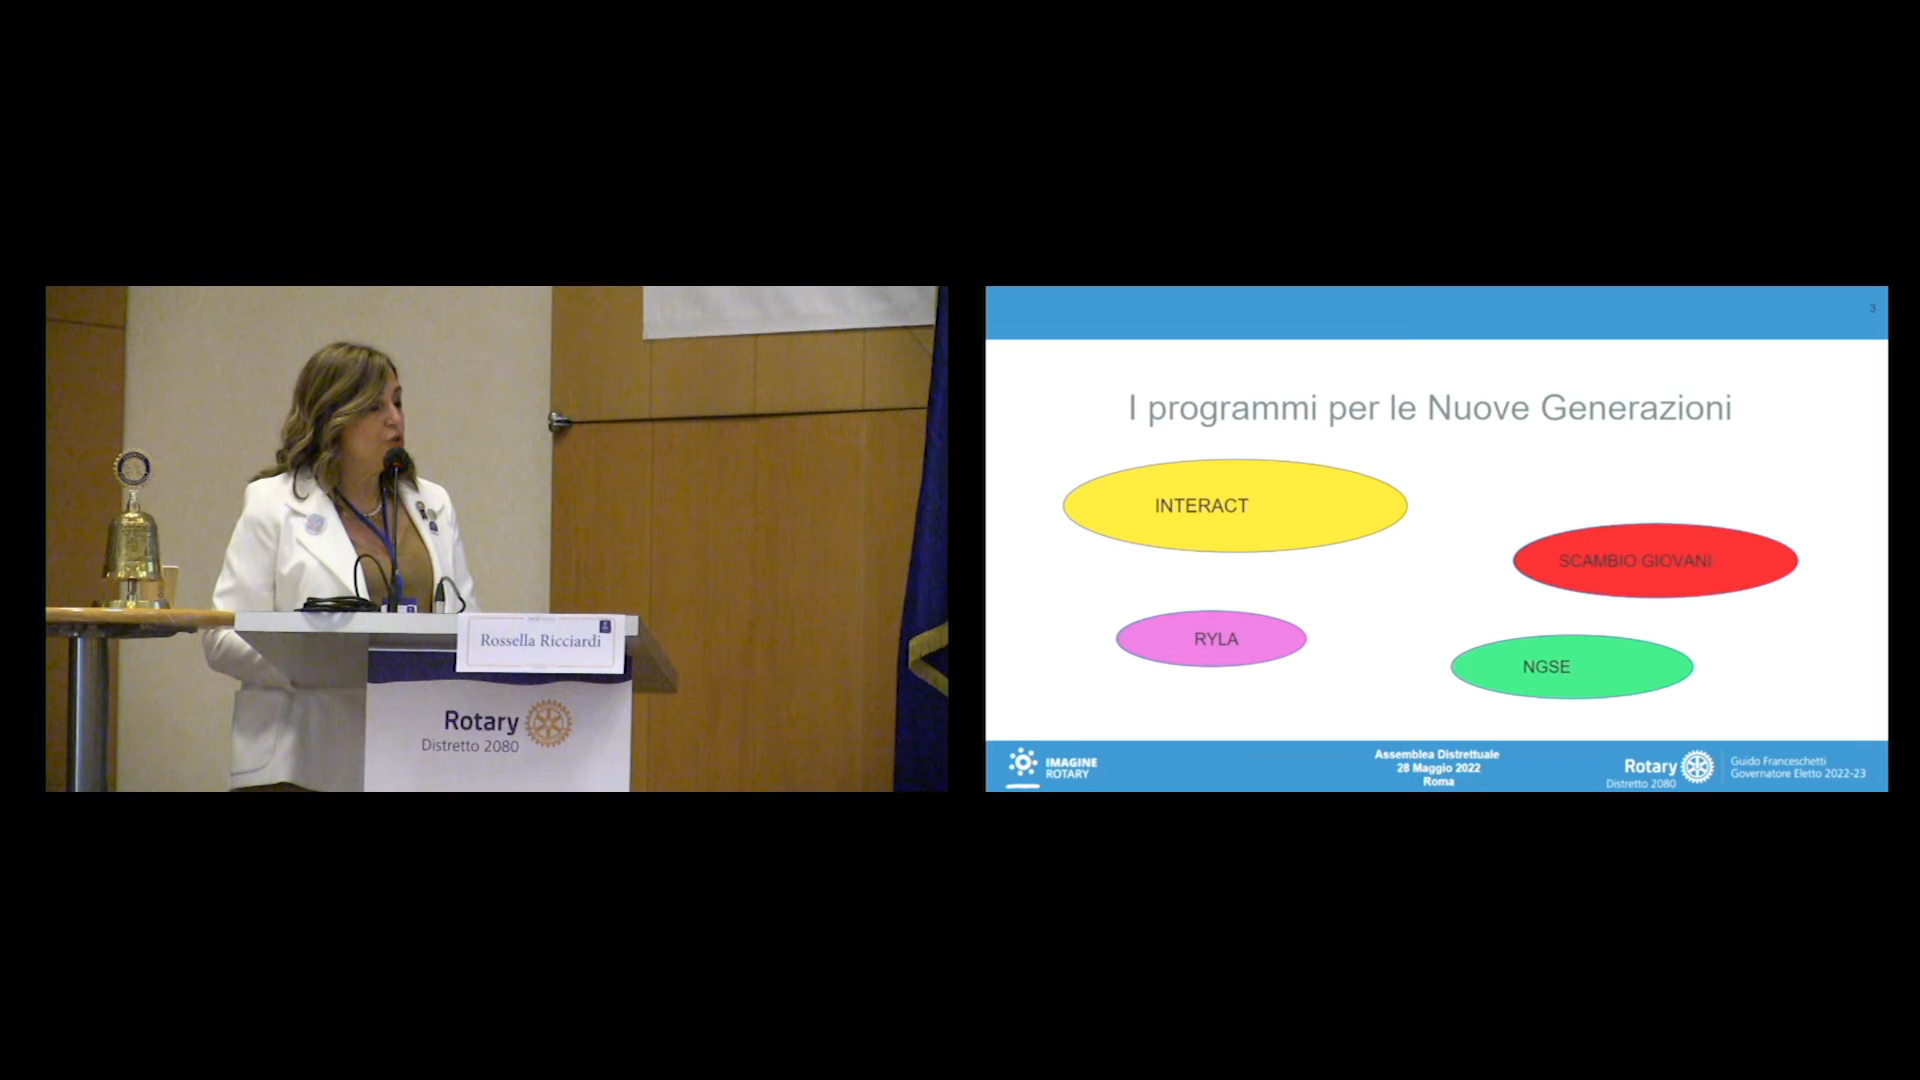 Rossella Ricciardi
Rotary
Distretto 2080
3
I programmi per le Nuove Generazioni
INTERACT
SCAMBIO GIOVANI
RYLA
NGSE
IMAGINE
ROTARY
Assemblea Distrettuale
28 Maggio 2022
Roma
Rotary
Distretto 2080
Guido Franceschetti
Governatore Eletto 2022-23